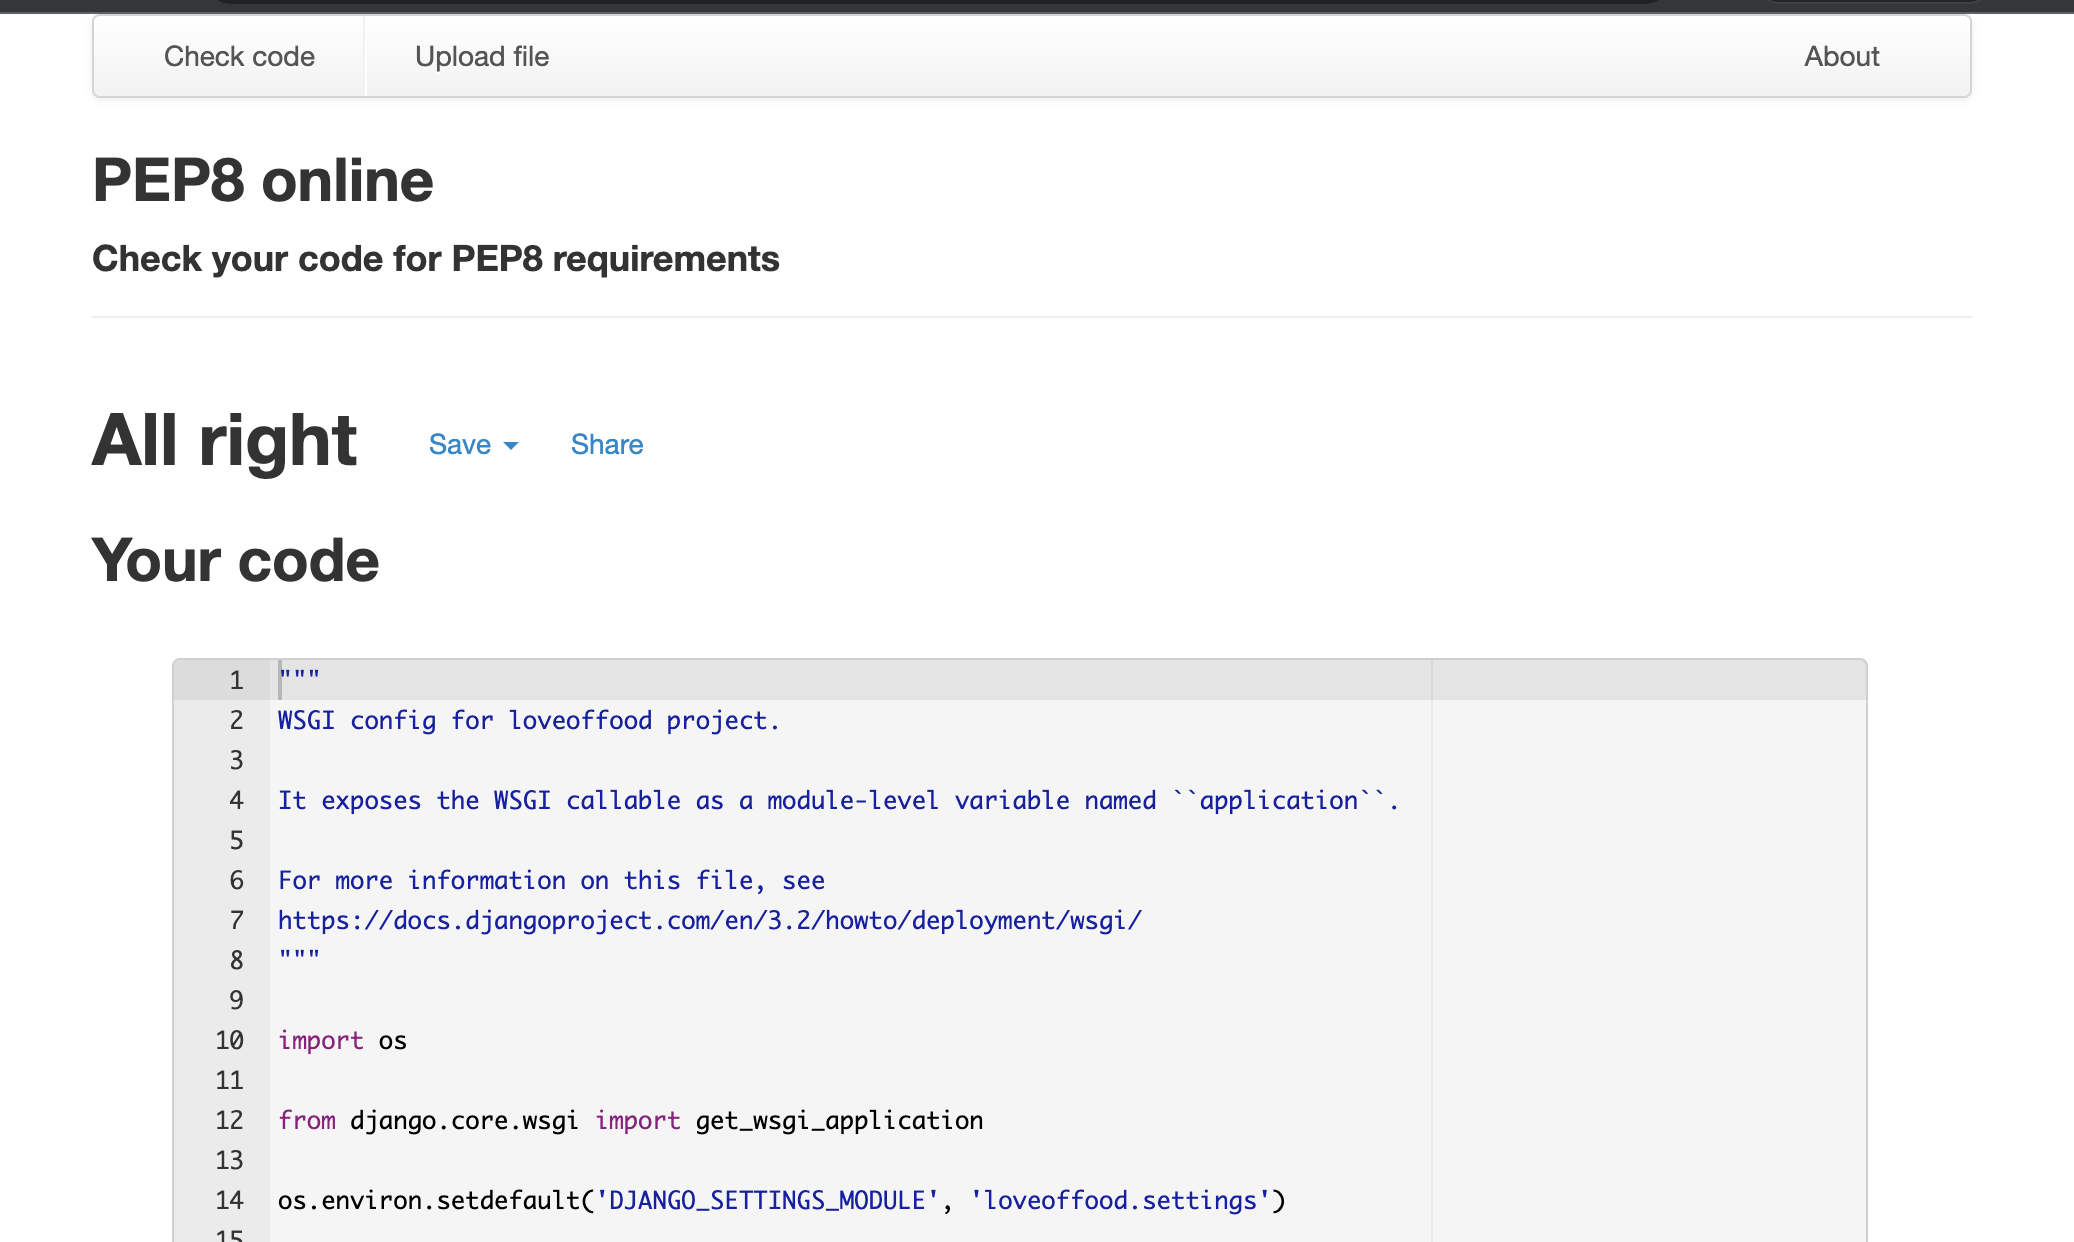 Check code Upload file About
PEP8 online
Check your code for PEP8 requirements
All right Save Share
Your code
1 """
2 WSGI config for loveoffood project.
3
4 It exposes the WSGI callable as a module-level variable named ``application``.
5
6 For more information on this file, see
7 https://docs.djangoproject.com/en/3.2/howto/deployment/wsgi/
8 """
9
10 import os
11
12 from django.core.wsgi import get_wsgi_application
13
14 os.environ.setdefault('DJANGO_SETTINGS_MODULE', 'loveoffood.settings')
15